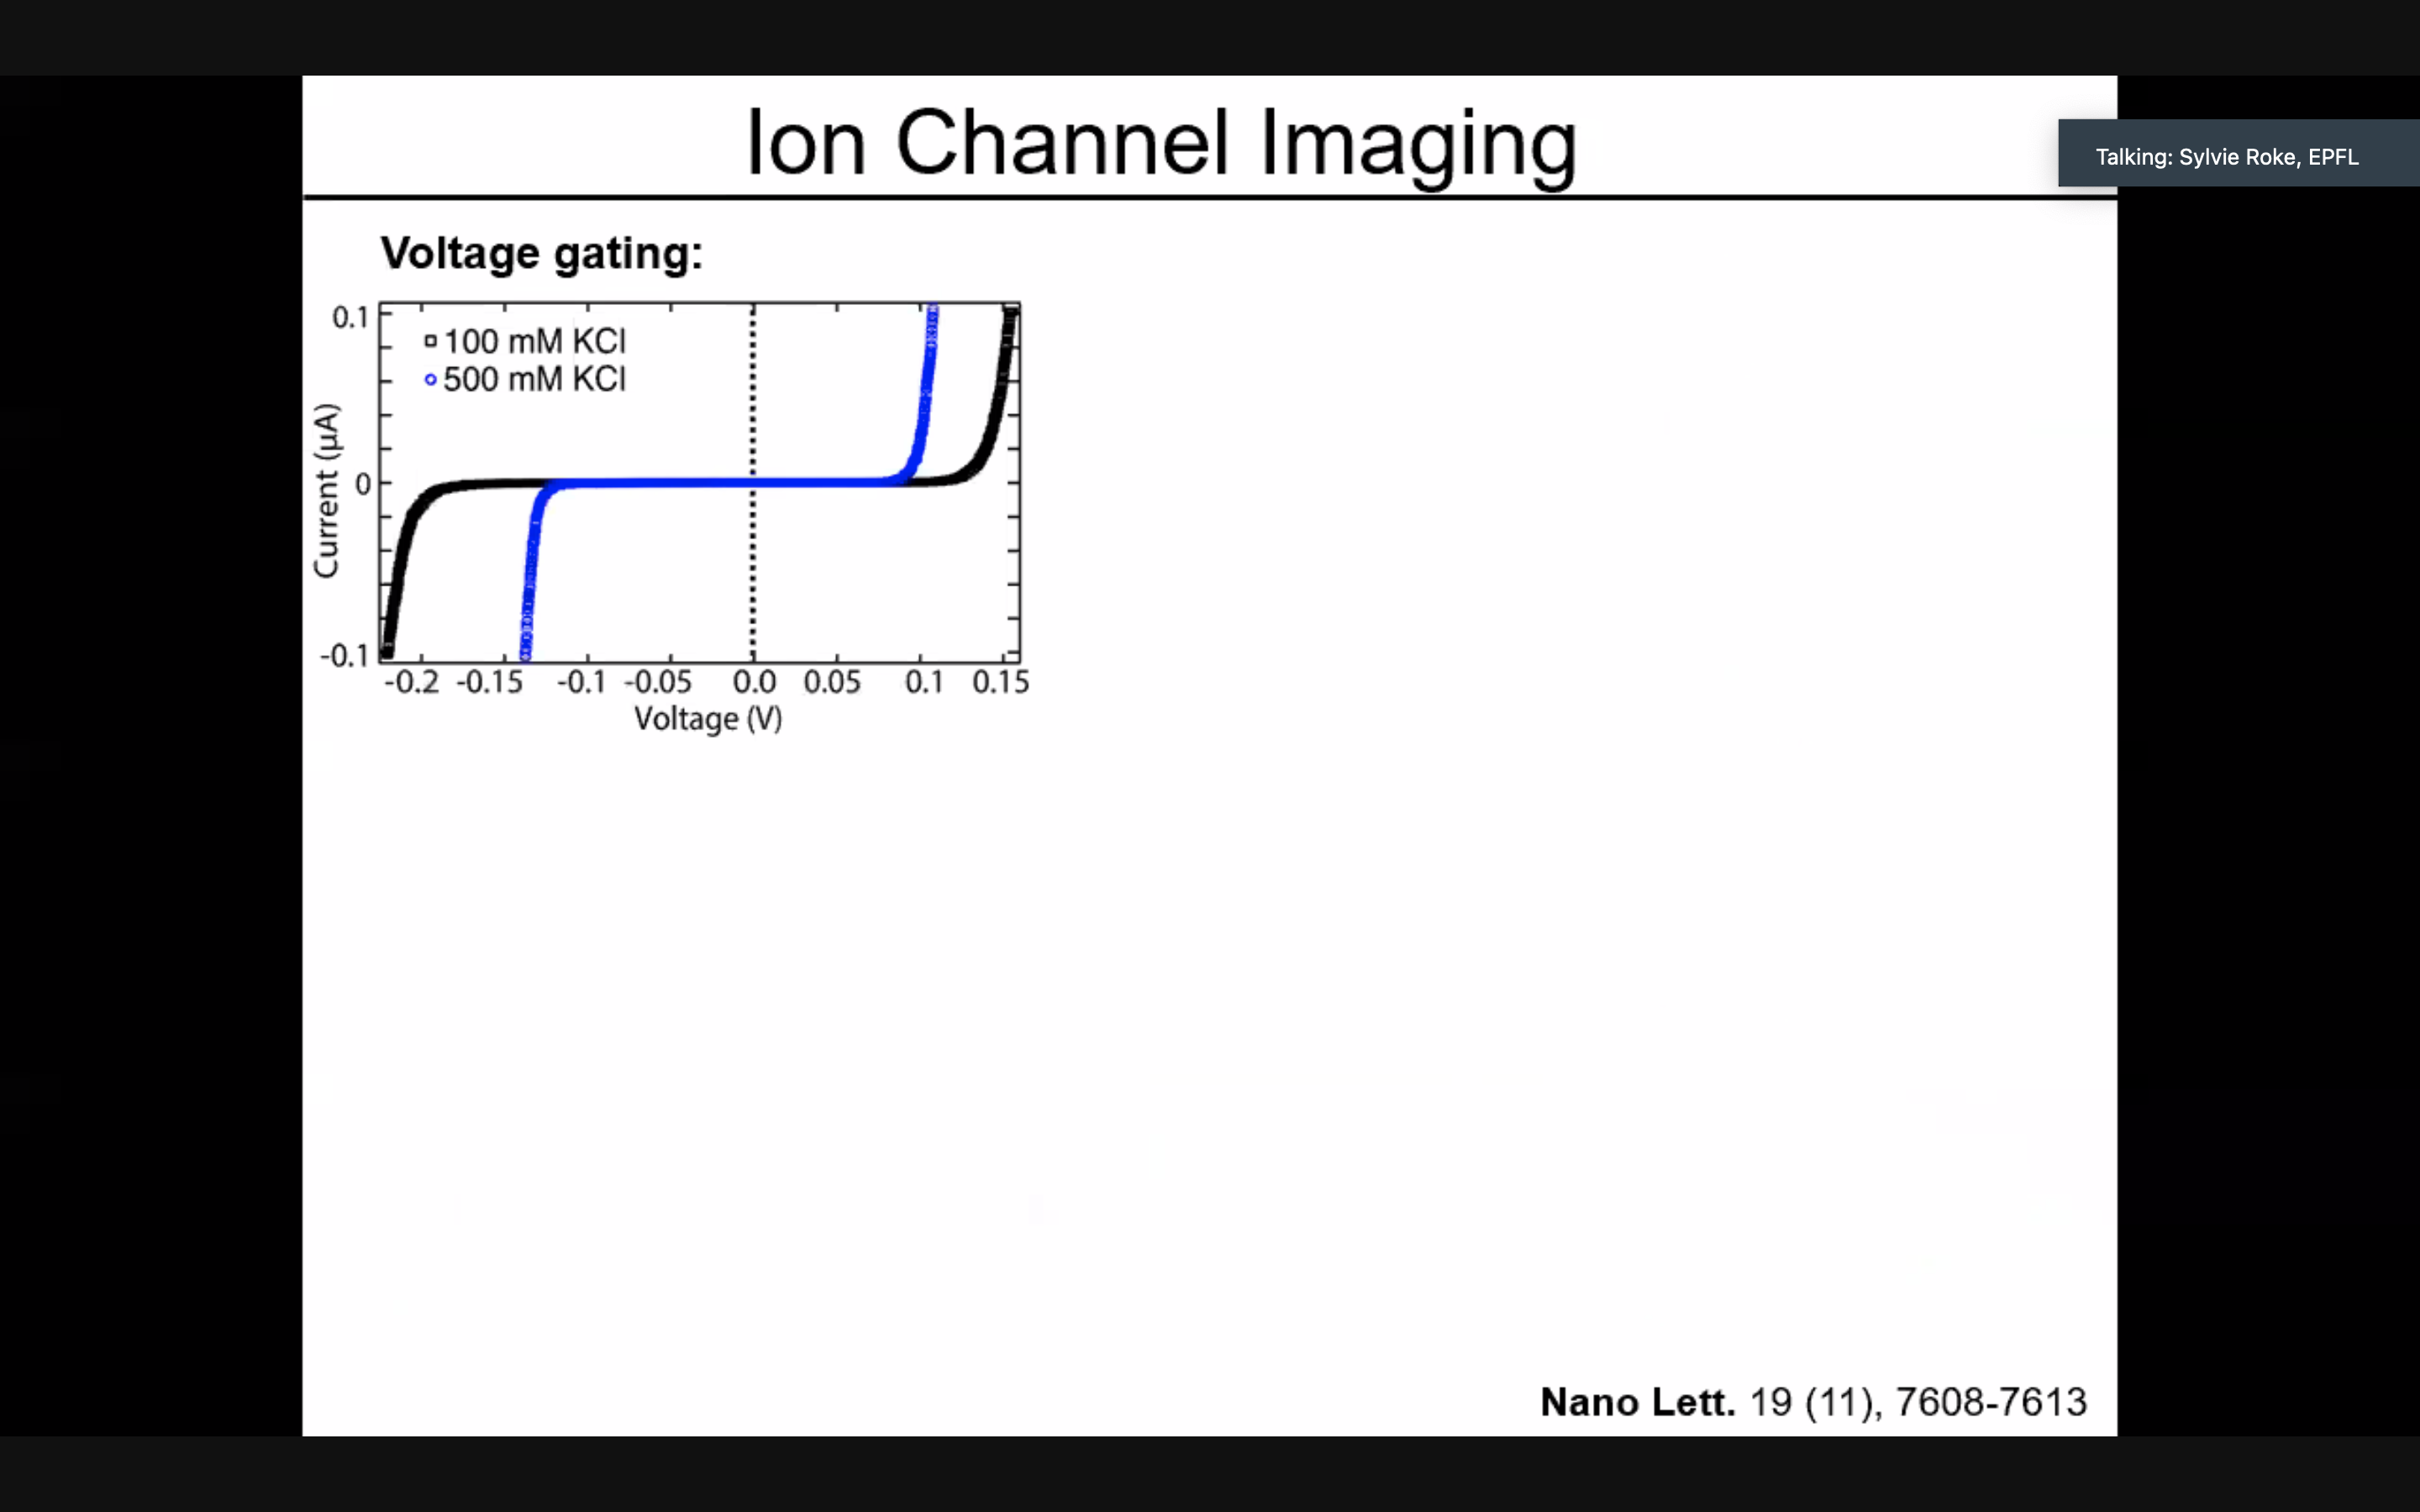 Ion Channel Imaging
Talking: Sylvie Roke, EPFL
Voltage gating:
0.1
100 mM KCl
500 mM KCl
Current (µA)
0
-0.1
-0.2 -0.15 -0.1 -0.05 0.0 0.05 0.1 0.15
Voltage (V)
Nano Lett. 19 (11), 7608-7613